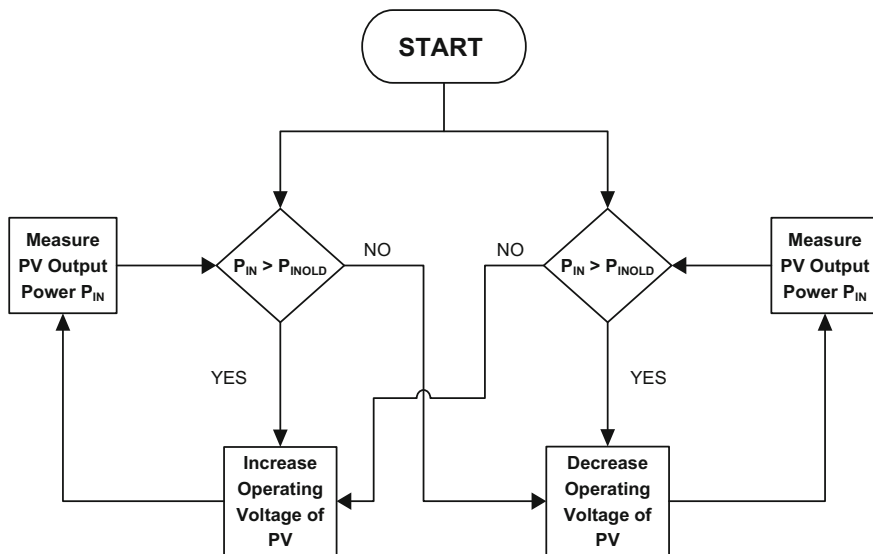 START
Measure
PV Output
Power P_IN
P_IN > P_INOLD
NO
NO
P_IN > P_INOLD
Measure
PV Output
Power P_IN
YES
YES
Increase
Operating
Voltage of
PV
Decrease
Operating
Voltage of
PV